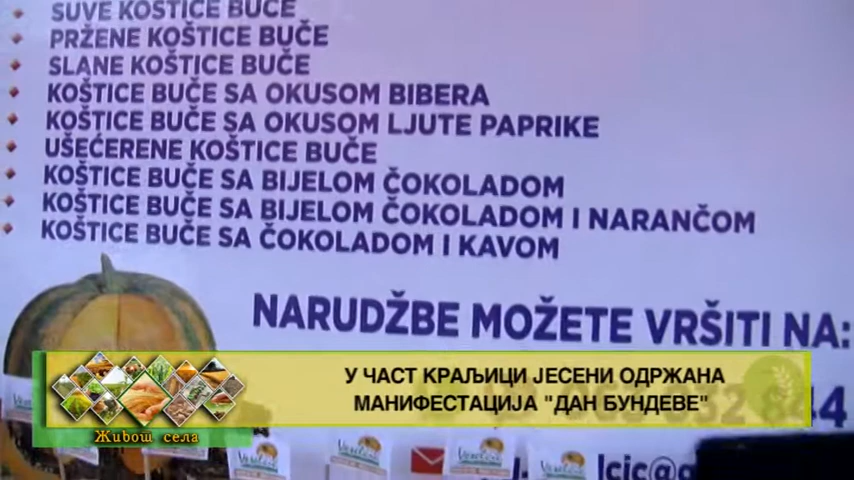 SUVE KOŠTICE BUČE
PRŽENE KOŠTICE BUČE
SLANE KOŠTICE BUČE
KOŠTICE BUČE SA OKUSOM BIBERA
KOŠTICE BUČE SA OKUSOM LJUTE PAPRIKE
UŠEĆERENE KOŠTICE BUČE
KOŠTICE BUČE SA BIJELOM ČOKOLADOM
KOŠTICE BUČE SA BIJELOM ČOKOLADOM I NARANČOM
KOŠTICE BUČE SA ČOKOLADOM I KAVOM
NARUDŽBE MOŽETE VRŠITI NA:
У ЧАСТ КРАЉИЦИ ЈЕСЕНИ ОДРЖАНА
МАНИФЕСТАЦИЈА "ДАН БУНДЕВЕ"
Живот села